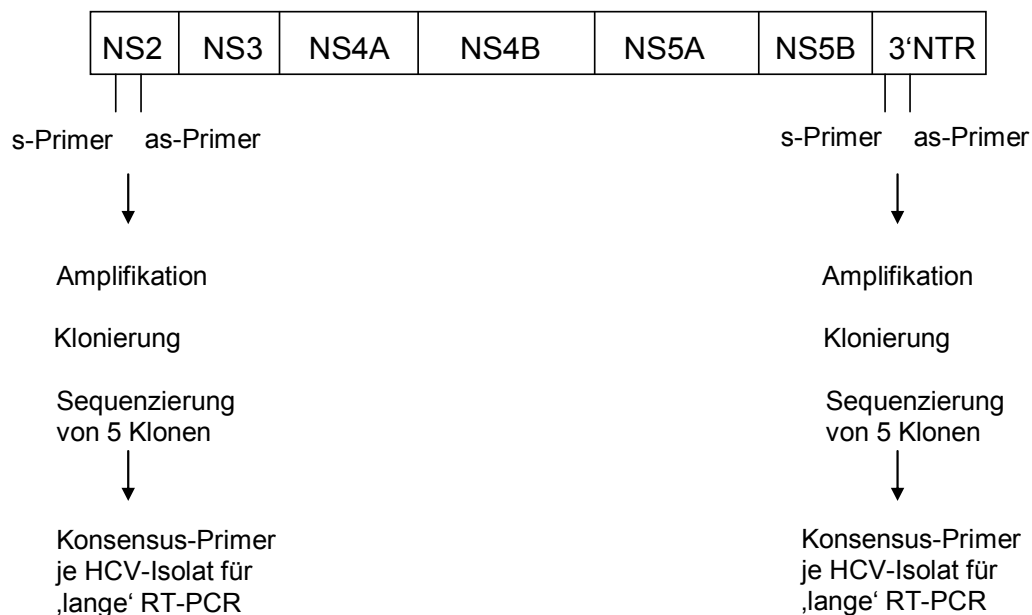 NS2 NS3 NS4A NS4B NS5A NS5B 3‘NTR
s-Primer as-Primer s-Primer as-Primer
Amplifikation
Klonierung
Sequenzierung
von 5 Klonen
Konsensus-Primer
je HCV-Isolat für
‚lange‘ RT-PCR
Amplifikation
Klonierung
Sequenzierung
von 5 Klonen
Konsensus-Primer
je HCV-Isolat für
‚lange‘ RT-PCR